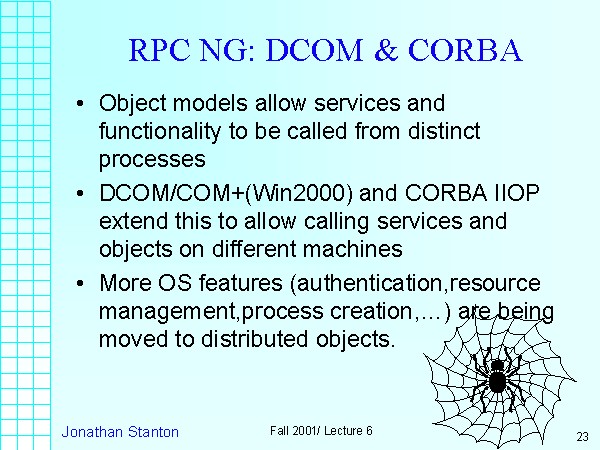 RPC NG: DCOM & CORBA
• Object models allow services and
functionality to be called from distinct
processes
• DCOM/COM+(Win2000) and CORBA IIOP
extend this to allow calling services and
objects on different machines
• More OS features (authentication,resource
management,process creation,…) are being
moved to distributed objects.
Jonathan Stanton
Fall 2001/ Lecture 6
23